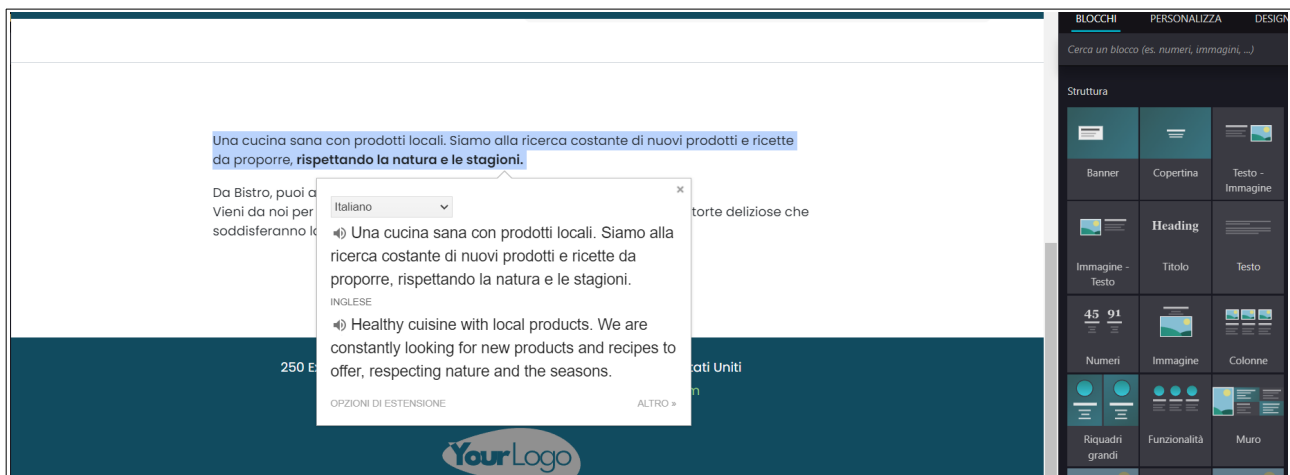 BLOCCHI PERSONALIZZA DESIGN
Cerca un blocco (es. numeri, immagini, ...)
Struttura
Banner Copertina Testo - Immagine
Heading
Immagine - Testo Titolo Testo
45 91
Numeri Immagine Colonne
Riquadri grandi Funzionalità Muro
Una cucina sana con prodotti locali. Siamo alla ricerca costante di nuovi prodotti e ricette
da proporre, rispettando la natura e le stagioni.
Da Bistro, puoi
Vieni da noi per torte deliziose che
soddisferanno
Italiano
×
Una cucina sana con prodotti locali. Siamo alla
ricerca costante di nuovi prodotti e ricette da
proporre, rispettando la natura e le stagioni.
INGLESE
Healthy cuisine with local products. We are
constantly looking for new products and recipes to
offer, respecting nature and the seasons.
OPZIONI DI ESTENSIONE ALTRO »
250 Uniti
YourLogo